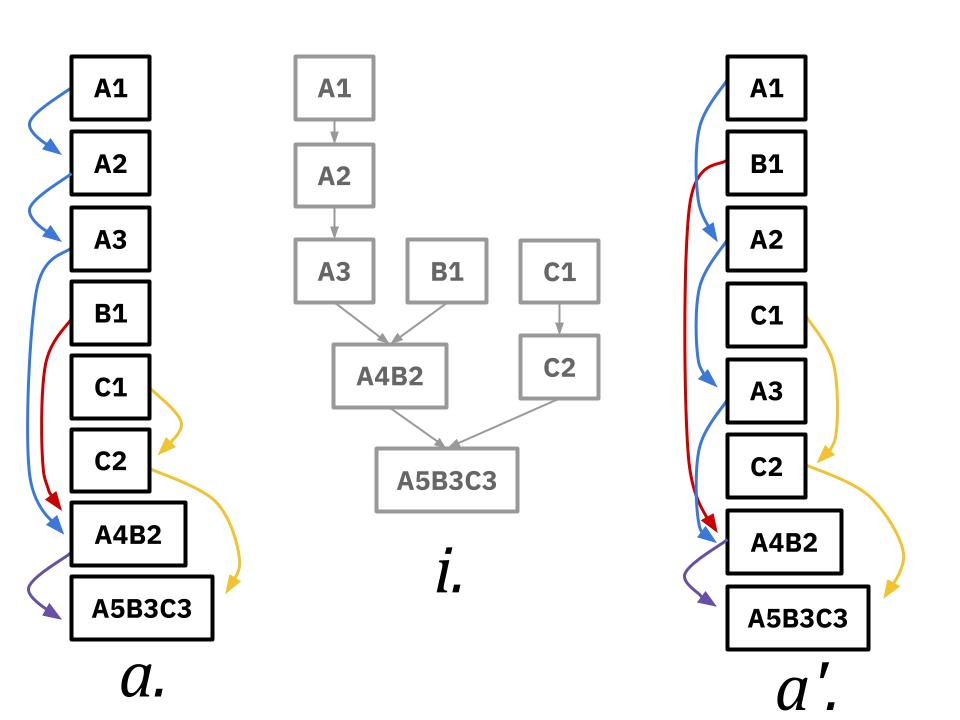 A1
A2
A3
B1
C1
C2
A4B2
A5B3C3
a.
A1
A2
A3 B1 C1
A4B2 C2
A5B3C3
i.
A1
B1
A2
C1
A3
C2
A4B2
A5B3C3
a'.